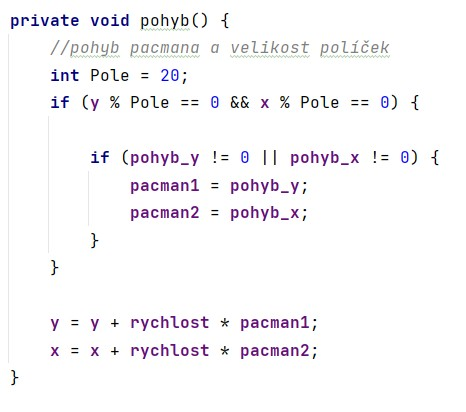 private void pohyb() {
//pohyb pacmana a velikost políček
int Pole = 20;
if (y % Pole == 0 && x % Pole == 0) {
if (pohyb_y != 0 || pohyb_x != 0) {
pacman1 = pohyb_y;
pacman2 = pohyb_x;
}
}
y = y + rychlost * pacman1;
x = x + rychlost * pacman2;
}